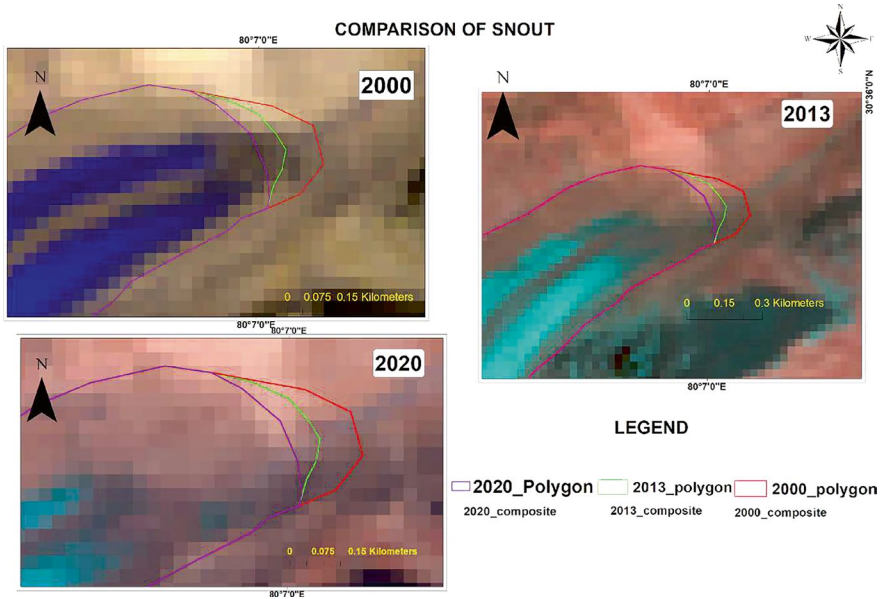 COMPARISON OF SNOUT
N
W E
S
80°7'0"E
N
2000
0 0.075 0.15 Kilometers
80°7'0"E
80°7'0"E
N
2013
30°36'0"N
0 0.15 0.3 Kilometers
80°7'0"E
80°7'0"E
N
2020
0 0.075 0.15 Kilometers
80°7'0"E
LEGEND
2020_Polygon 2013_polygon 2000_polygon
2020_composite 2013_composite 2000_composite